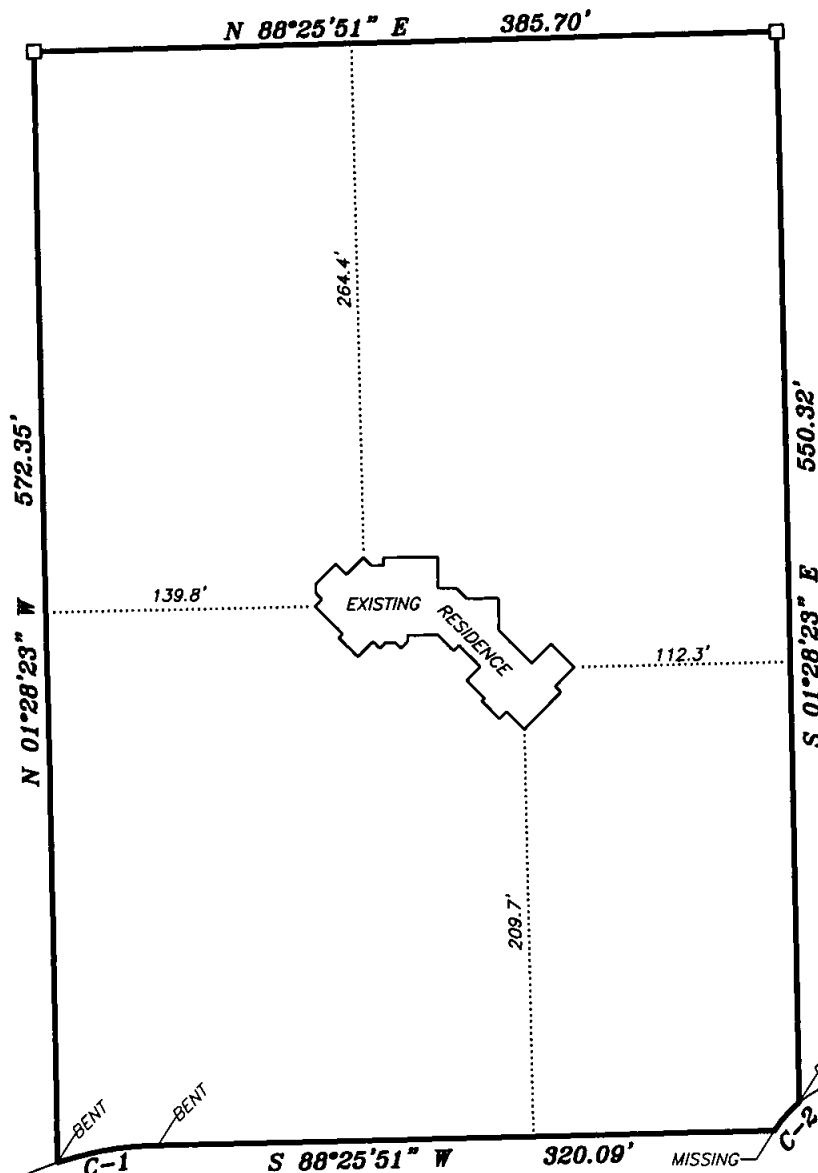 N 88°25'51" E 385.70'
264.4'
N 01°28'23" W 572.35'
S 01°28'23" E 550.32'
139.8'
EXISTING RESIDENCE
112.3'
209.7'
BENT
BENT
C-1
S 88°25'51" W 320.09'
MISSING
C-2